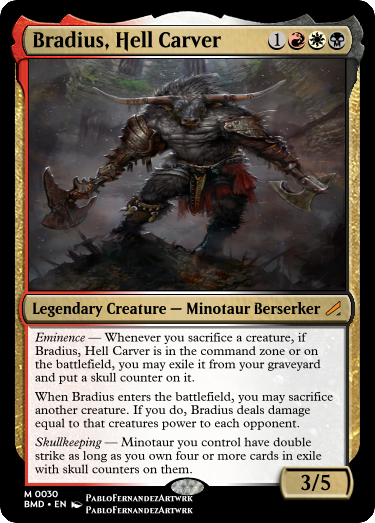 Bradius, Hell Carver 1
Legendary Creature — Minotaur Berserker
Eminence — Whenever you sacrifice a creature, if
Bradius, Hell Carver is in the command zone or on
the battlefield, you may exile it from your graveyard
and put a skull counter on it.
When Bradius enters the battlefield, you may sacrifice
another creature. If you do, Bradius deals damage
equal to that creatures power to each opponent.
Skullkeeping — Minotaur you control have double
strike as long as you own four or more cards in exile
with skull counters on them.
3/5
M 0030
BMD • EN PabloFernandezArtwrk
PabloFernandezArtwrk